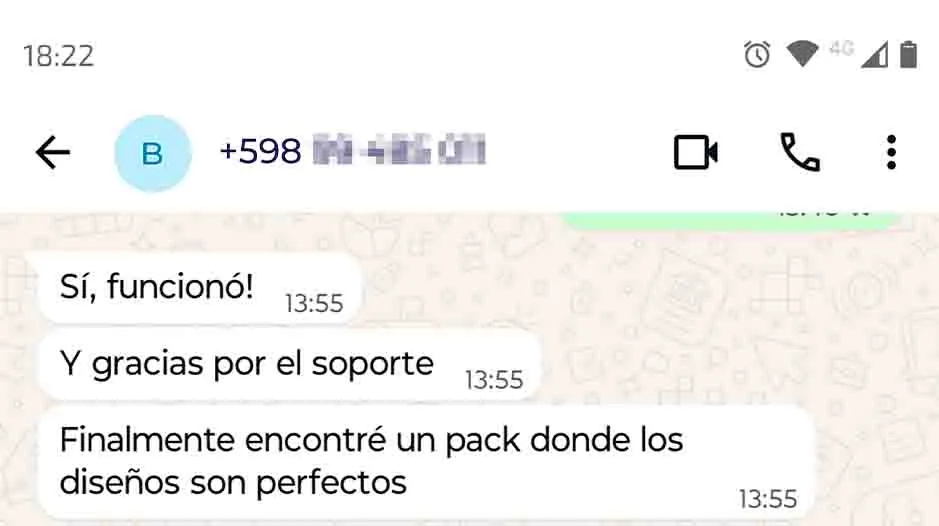 18:22
4G
B
+598
Sí, funcionó!
13:55
Y gracias por el soporte
13:55
Finalmente encontré un pack donde los
diseños son perfectos
13:55